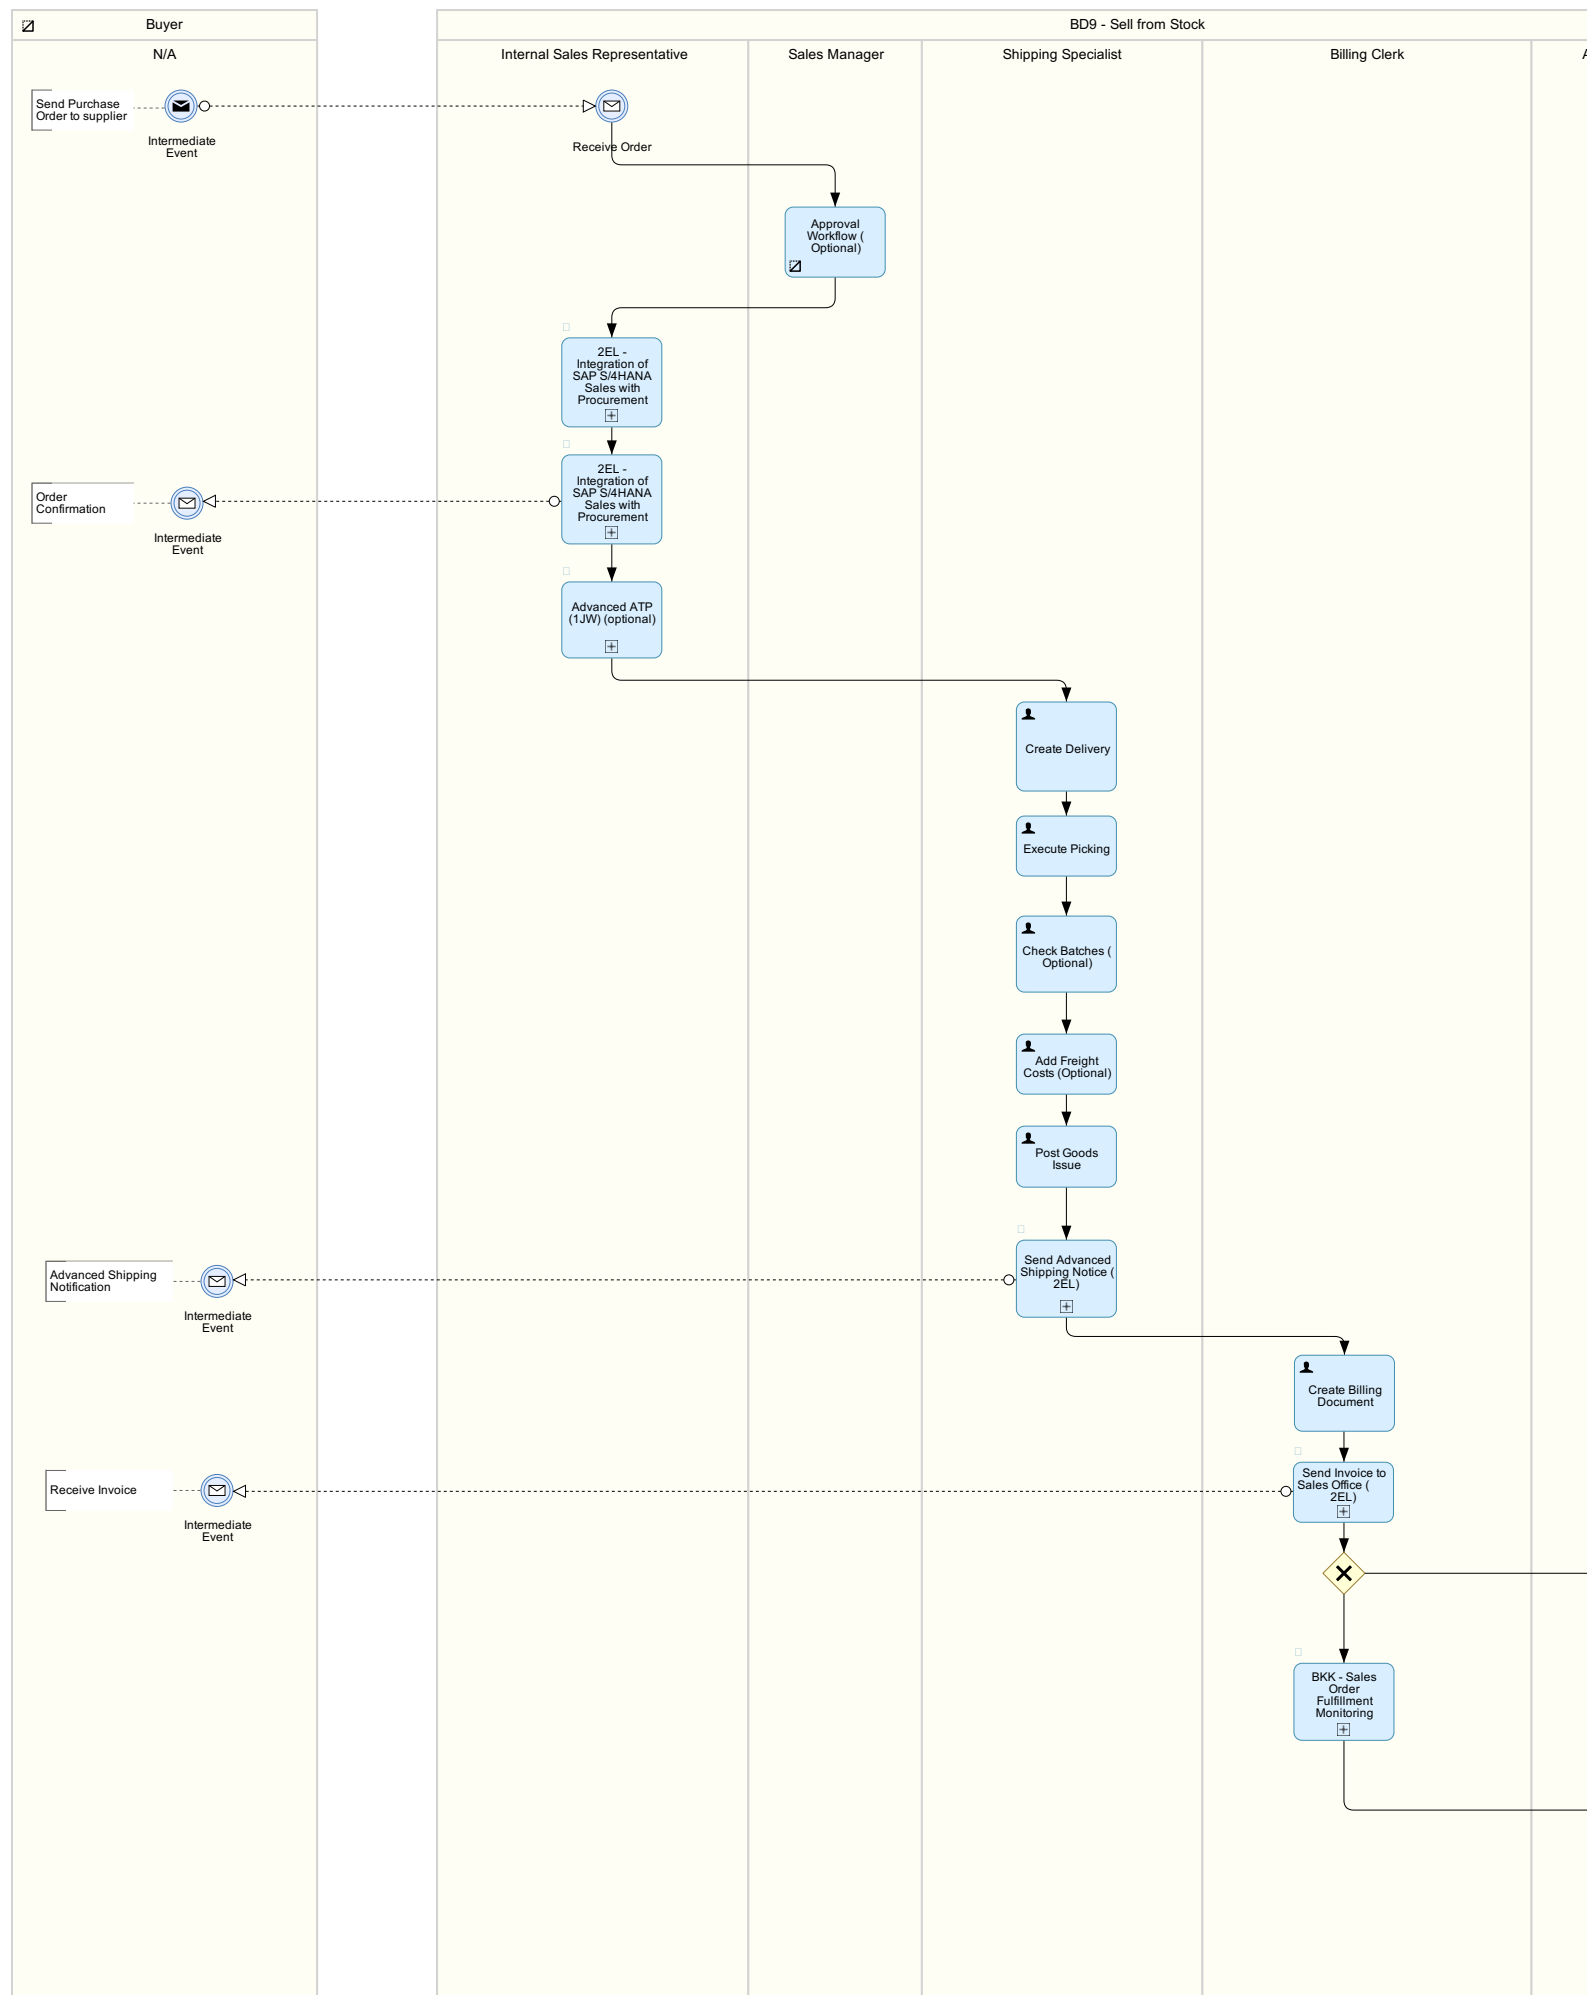 Buyer
BD9 - Sell from Stock
N/A
Internal Sales Representative
Sales Manager
Shipping Specialist
Billing Clerk
Send Purchase
Order to supplier
Intermediate
Event
Receive Order
Approval
Workflow (
Optional)
2EL -
Integration of
SAP S/4HANA
Sales with
Procurement
Order
Confirmation
Intermediate
Event
2EL -
Integration of
SAP S/4HANA
Sales with
Procurement
Advanced ATP
(1JW) (optional)
Create Delivery
Execute Picking
Check Batches (
Optional)
Add Freight
Costs (Optional)
Post Goods
Issue
Advanced Shipping
Notification
Intermediate
Event
Send Advanced
Shipping Notice (
2EL)
Create Billing
Document
Receive Invoice
Intermediate
Event
Send Invoice to
Sales Office (
2EL)
BKK - Sales
Order
Fulfillment
Monitoring